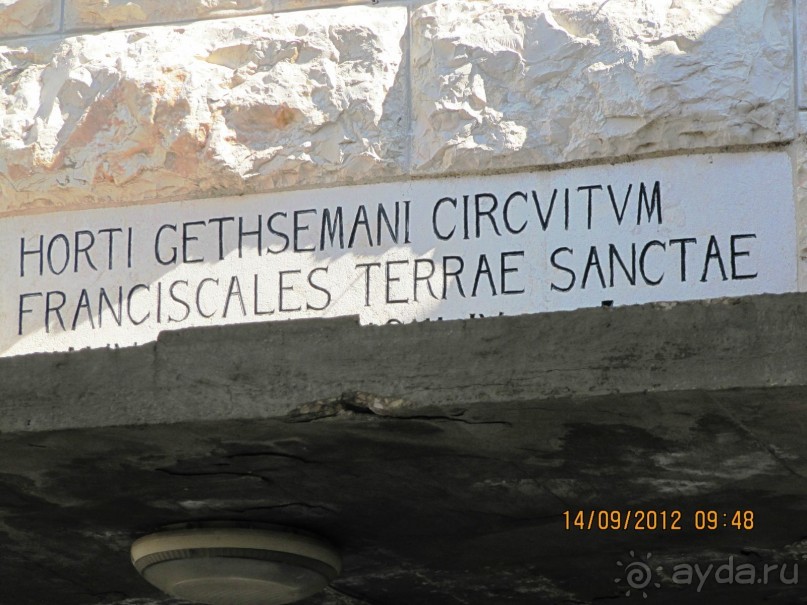 HORTI GETHSEMANI CIRCVITVM
FRANCISCALES TERRAE SANCTAE
14/09/2012 09:48
ayda.ru